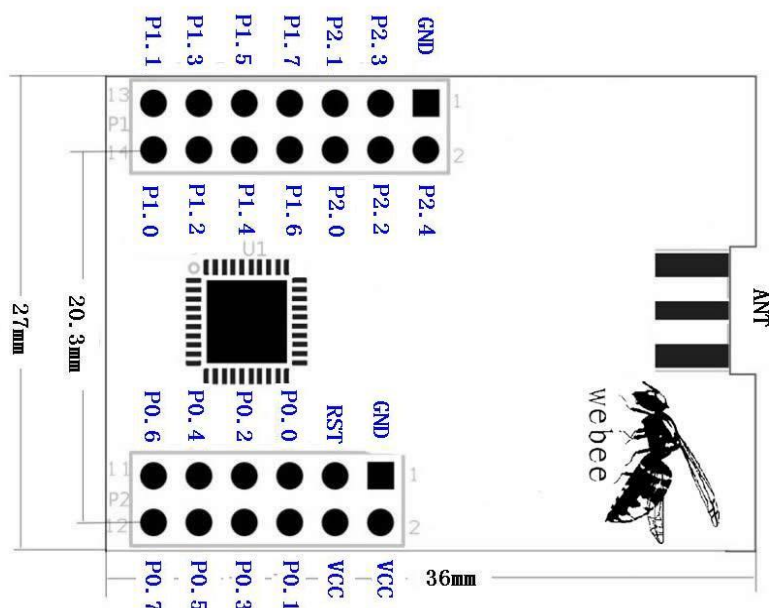 P1.1
P1.3
P1.5
P1.7
P2.1
P2.3
GND
13
P1
14
1
2
P1.0
P1.2
P1.4
P1.6
P2.0
P2.2
P2.4
U1
ANT
20.3mm
27mm
webee
P0.6
P0.4
P0.2
P0.0
RST
GND
11
P2
12
1
2
P0.7
P0.5
P0.3
P0.1
VCC
VCC
36mm